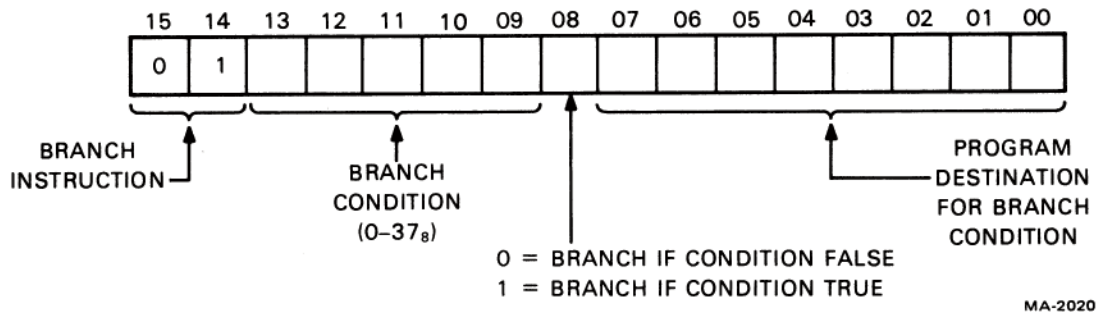 15 14 13 12 11 10 09 08 07 06 05 04 03 02 01 00
0 1
BRANCH
INSTRUCTION
BRANCH
CONDITION
(0–37₈)
PROGRAM
DESTINATION
FOR BRANCH
CONDITION
0 = BRANCH IF CONDITION FALSE
1 = BRANCH IF CONDITION TRUE
MA-2020